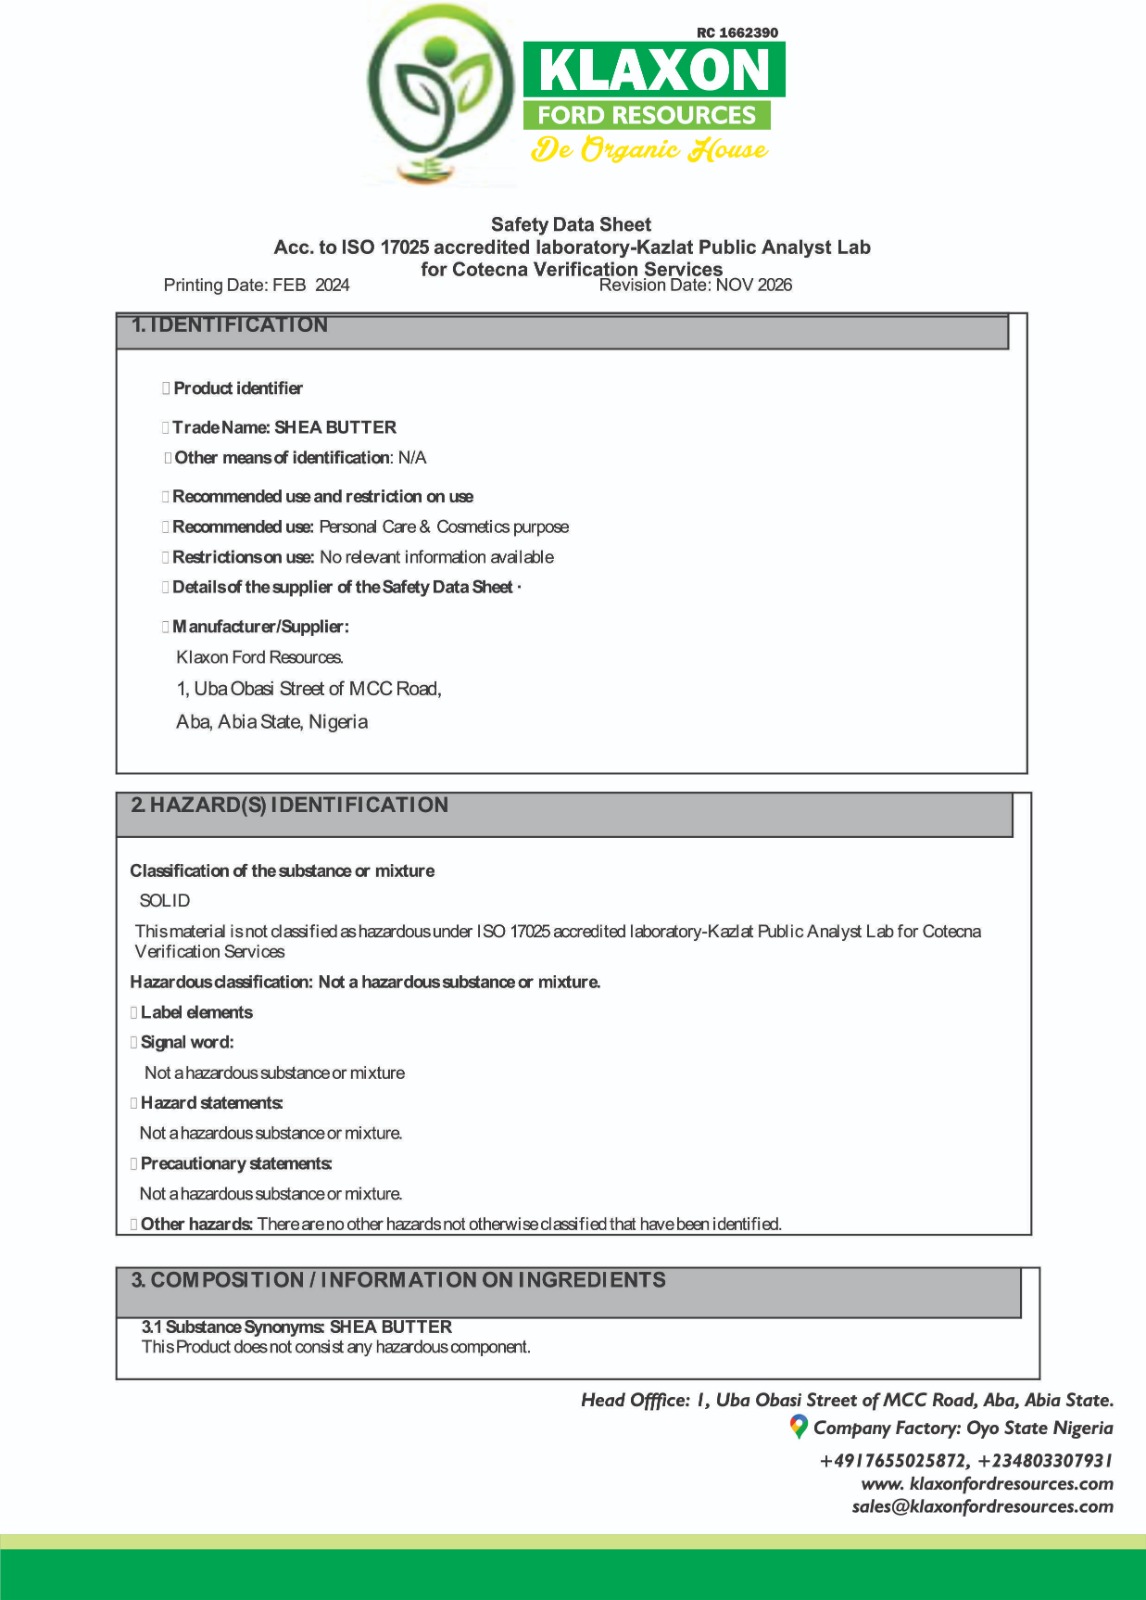 RC 1662390
KLAXON
FORD RESOURCES
De Organic House
Safety Data Sheet
Acc. to ISO 17025 accredited laboratory-Kazlat Public Analyst Lab
for Cotecna Verification Services
Printing Date: FEB 2024 Revision Date: NOV 2026
1. IDENTIFICATION
Product identifier
Trade Name: SHEA BUTTER
Other means of identification: N/A
Recommended use and restriction on use
Recommended use: Personal Care & Cosmetics purpose
Restrictions on use: No relevant information available
Details of the supplier of the Safety Data Sheet ·
Manufacturer/Supplier:
Klaxon Ford Resources.
1, Uba Obasi Street of MCC Road,
Aba, Abia State, Nigeria
2. HAZARD(S) IDENTIFICATION
Classification of the substance or mixture
SOLID
This material is not classified as hazardous under ISO 17025 accredited laboratory-Kazlat Public Analyst Lab for Cotecna
Verification Services
Hazardous classification: Not a hazardous substance or mixture.
Label elements
Signal word:
Not a hazardous substance or mixture
Hazard statements:
Not a hazardous substance or mixture.
Precautionary statements:
Not a hazardous substance or mixture.
Other hazards: There are no other hazards not otherwise classified that have been identified.
3. COMPOSITION / INFORMATION ON INGREDIENTS
3.1 Substance Synonyms: SHEA BUTTER
This Product does not consist any hazardous component.
Head Offfice: 1, Uba Obasi Street of MCC Road, Aba, Abia State.
Company Factory: Oyo State Nigeria
+4917655025872, +234803307931
www. klaxonfordresources.com
sales@klaxonfordresources.com